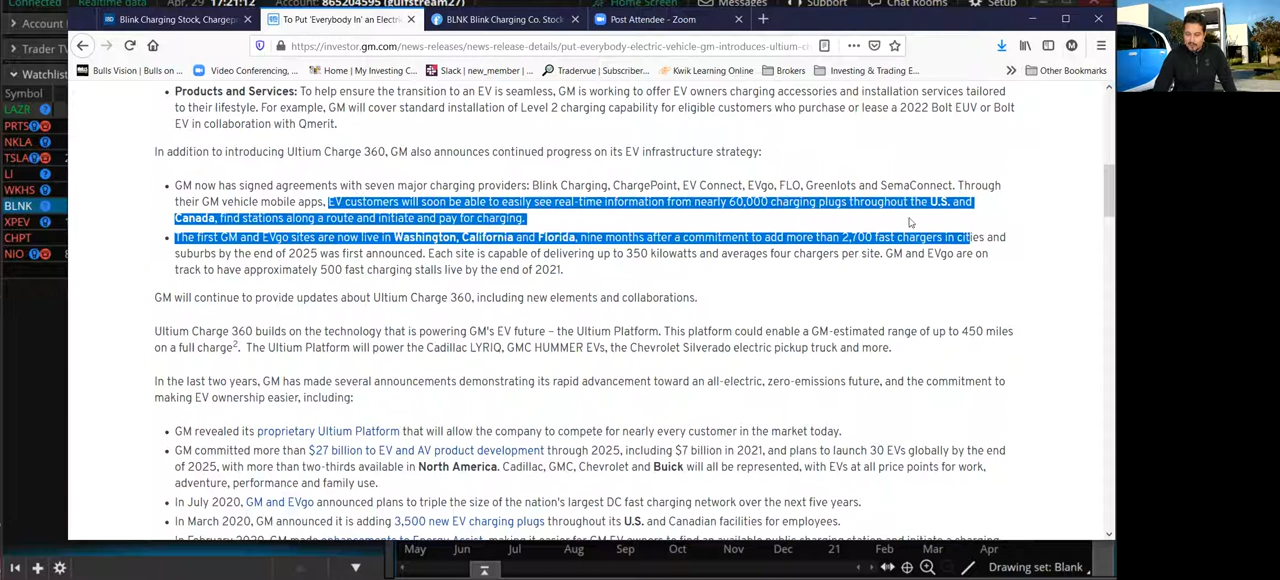 Connected Realtime data Apr 29 17:21:12 Account 865204595 (gulfstream27) Home Screen Messages Support Chat Rooms Setup
Account
Trader TV
Watchlist
Symbol
LAZR
PRTS
NKLA
TSLA
LI
WKHS
BLNK
XPEV
CHPT
NIO
Blink Charging Stock, Chargep
To Put 'Everybody In' an Electri
BLNK Blink Charging Co. Stock
Post Attendee - Zoom
https://investor.gm.com/news-releases/news-release-details/put-everybody-electric-vehicle-gm-introduces-ultium-c
Bulls Vision | Bulls on ...
Video Conferencing, ...
Home | My Investing C...
Slack | new_member | ...
Tradervue | Subscriber...
Kwik Learning Online
Brokers
Investing & Trading E...
Other Bookmarks
Products and Services: To help ensure the transition to an EV is seamless, GM is working to offer EV owners charging accessories and installation services tailored
to their lifestyle. For example, GM will cover standard installation of Level 2 charging capability for eligible customers who purchase or lease a 2022 Bolt EUV or Bolt
EV in collaboration with Qmerit.
In addition to introducing Ultium Charge 360, GM also announces continued progress on its EV infrastructure strategy:
GM now has signed agreements with seven major charging providers: Blink Charging, ChargePoint, EV Connect, EVgo, FLO, Greenlots and SemaConnect. Through
their GM vehicle mobile apps, EV customers will soon be able to easily see real-time information from nearly 60,000 charging plugs throughout the U.S. and
Canada, find stations along a route and initiate and pay for charging.
The first GM and EVgo sites are now live in Washington, California and Florida, nine months after a commitment to add more than 2,700 fast chargers in cities and
suburbs by the end of 2025 was first announced. Each site is capable of delivering up to 350 kilowatts and averages four chargers per site. GM and EVgo are on
track to have approximately 500 fast charging stalls live by the end of 2021.
GM will continue to provide updates about Ultium Charge 360, including new elements and collaborations.
Ultium Charge 360 builds on the technology that is powering GM's EV future – the Ultium Platform. This platform could enable a GM-estimated range of up to 450 miles
on a full charge2. The Ultium Platform will power the Cadillac LYRIQ, GMC HUMMER EVs, the Chevrolet Silverado electric pickup truck and more.
In the last two years, GM has made several announcements demonstrating its rapid advancement toward an all-electric, zero-emissions future, and the commitment to
making EV ownership easier, including:
GM revealed its proprietary Ultium Platform that will allow the company to compete for nearly every customer in the market today.
GM committed more than $27 billion to EV and AV product development through 2025, including $7 billion in 2021, and plans to launch 30 EVs globally by the end
of 2025, with more than two-thirds available in North America. Cadillac, GMC, Chevrolet and Buick will all be represented, with EVs at all price points for work,
adventure, performance and family use.
In July 2020, GM and EVgo announced plans to triple the size of the nation's largest DC fast charging network over the next five years.
In March 2020, GM announced it is adding 3,500 new EV charging plugs throughout its U.S. and Canadian facilities for employees.
May Jun Jul Aug Sep Oct Nov Dec 21 Feb Mar Apr
Drawing set: Blank